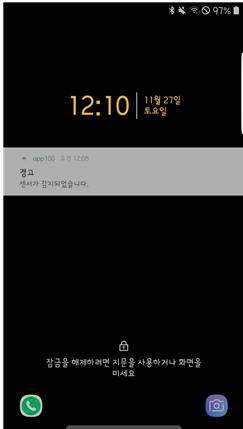 97%
12:10
11월 27일
토요일
app100 오전 12:08
경고
센서가 감지되었습니다.
잠금을 해제하려면 지문을 사용하거나 화면을
미세요